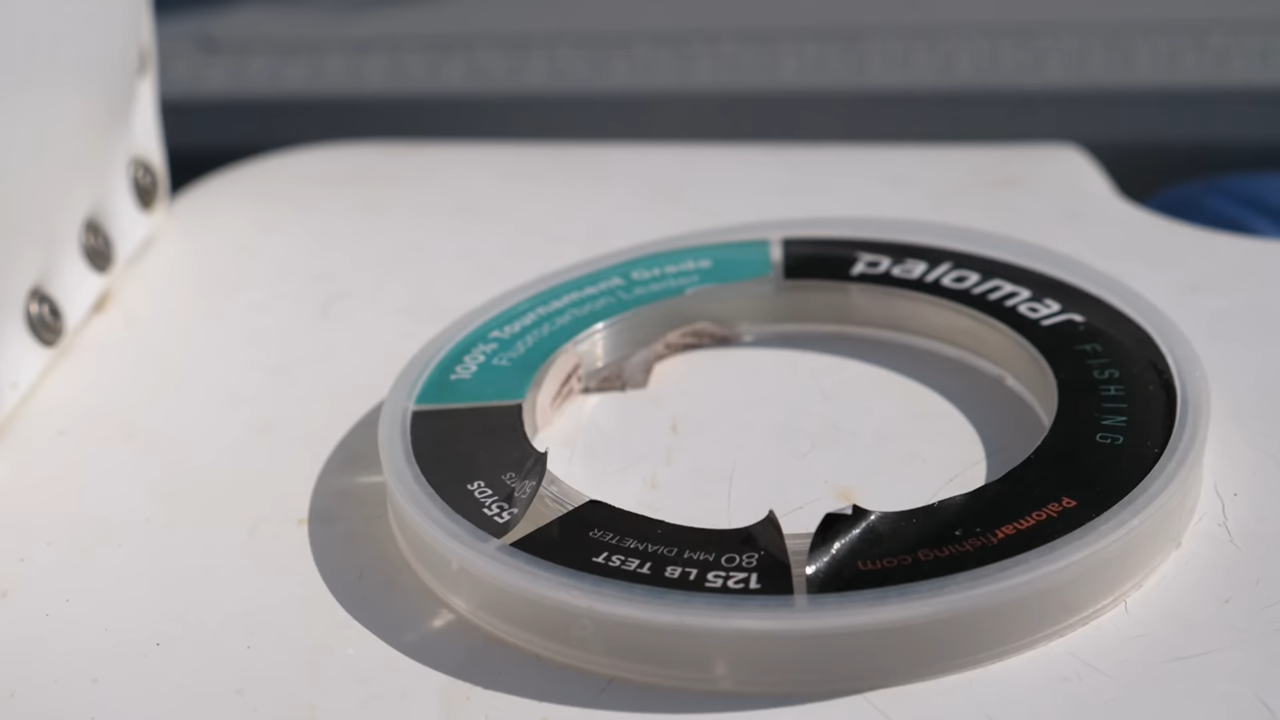 100% Tournament Grade
Fluorocarbon Leader
palomar
FISHING
Palomarfishing.com
125 LB TEST
.80 MM DIAMETER
55YDS
50MTS